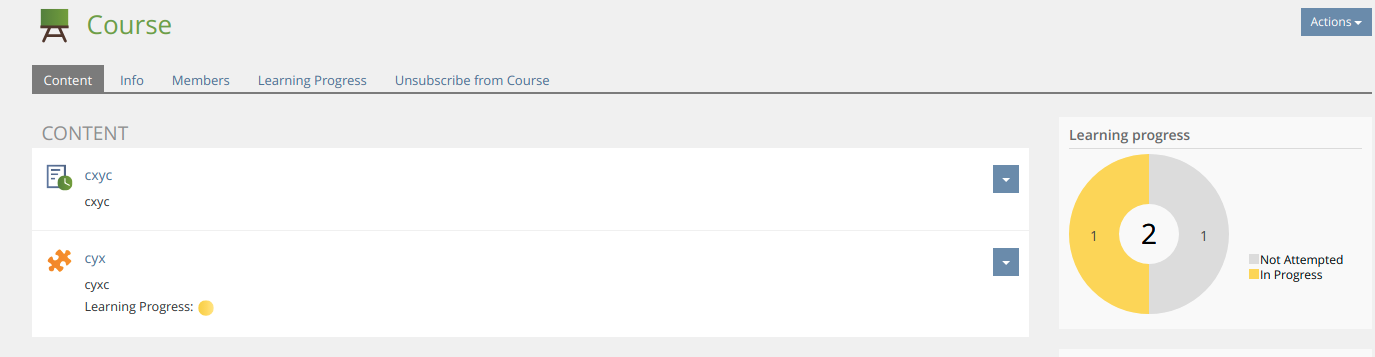 Course
Actions
Content Info Members Learning Progress Unsubscribe from Course
CONTENT
cxyc
cxyc
cyx
cyxc
Learning Progress:
Learning progress
1 2 1
Not Attempted
In Progress